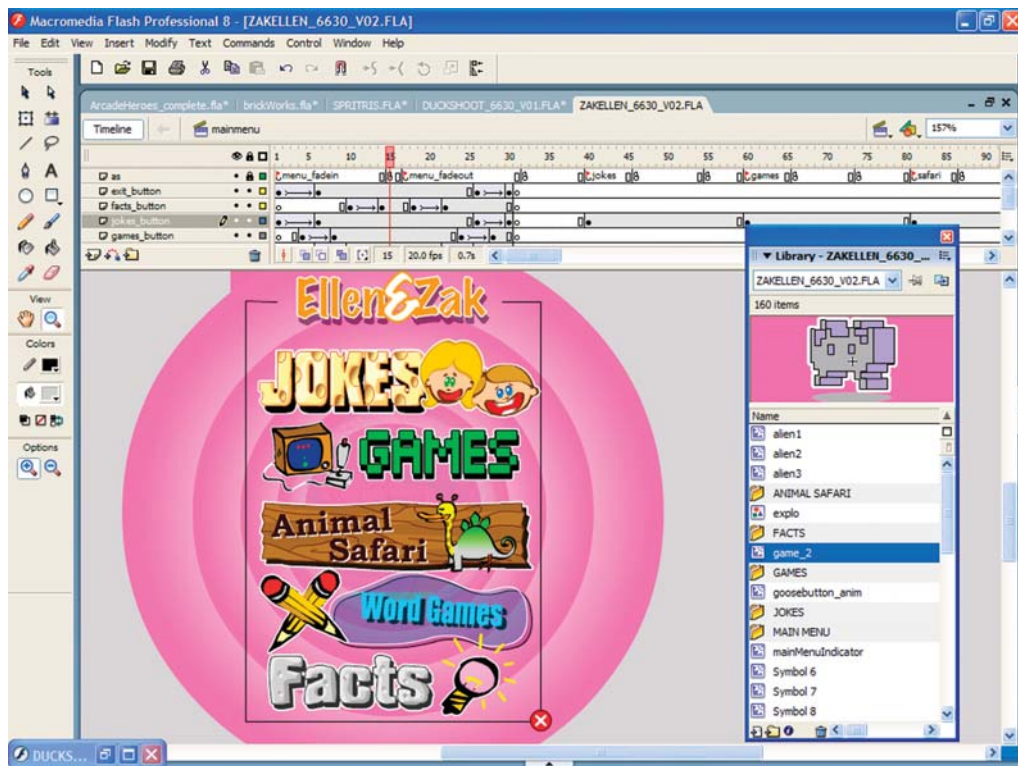 Macromedia Flash Professional 8 - [ZAKELLEN_6630_V02.FLA]
File Edit View Insert Modify Text Commands Control Window Help
Tools
View
Colors
Options
ArcadeHeroes_complete.fla* brickWorks.fla* SPRITRIS.FLA* DUCKSHOOT_6630_V01.FLA* ZAKELLEN_6630_V02.FLA
Timeline mainmenu 157%
1 5 10 15 20 25 30 35 40 45 50 55 60 65 70 75 80 85 90
as menu_fadein menu_fadeout jokes games safari
exit_button
facts_button
jokes_button
games_button
15 20.0 fps 0.7s
Ellen&Zak
JOKES
GAMES
Animal
Safari
Word Games
Facts
Library - ZAKELLEN_6630_...
ZAKELLEN_6630_V02.FLA
160 items
Name
alien1
alien2
alien3
ANIMAL SAFARI
explo
FACTS
game_2
GAMES
goosebutton_anim
JOKES
MAIN MENU
mainMenuIndicator
Symbol 6
Symbol 7
Symbol 8
DUCKS...